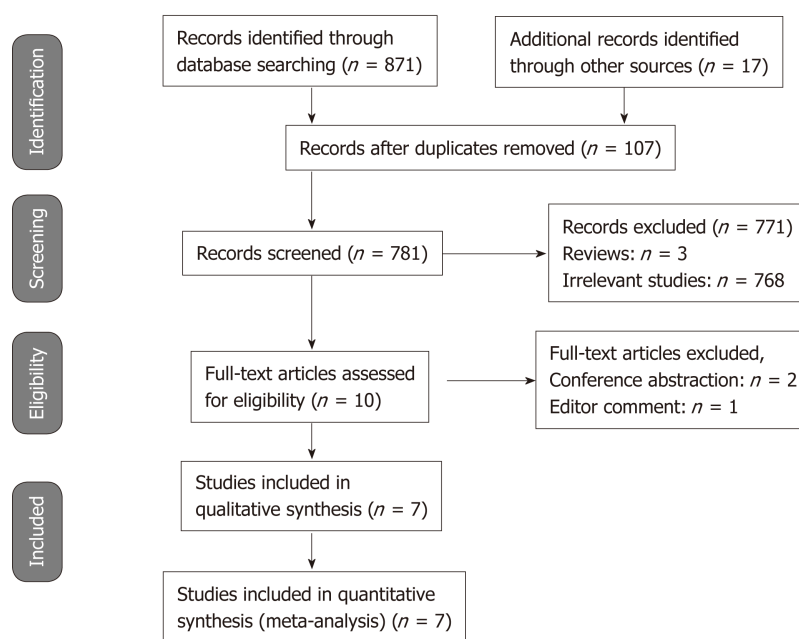 Identification
Records identified through
database searching (n = 871)
Additional records identified
through other sources (n = 17)
Records after duplicates removed (n = 107)
Screening
Records screened (n = 781)
Records excluded (n = 771)
Reviews: n = 3
Irrelevant studies: n = 768
Eligibility
Full-text articles assessed
for eligibility (n = 10)
Full-text articles excluded,
Conference abstraction: n = 2
Editor comment: n = 1
Included
Studies included in
qualitative synthesis (n = 7)
Studies included in quantitative
synthesis (meta-analysis) (n = 7)